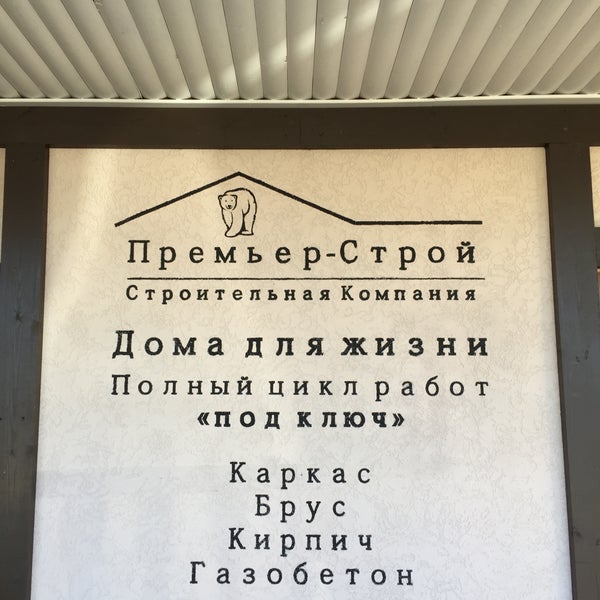 Премьер-Строй
Строительная Компания
Дома для жизни
Полный цикл работ
«под ключ»
Каркас
Брус
Кирпич
Газобетон